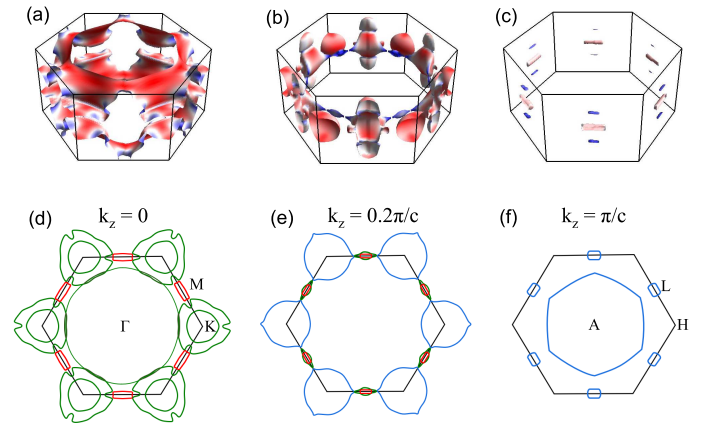 (a) (b) (c)
(d) k_z = 0 (e) k_z = 0.2π/c (f) k_z = π/c
M L
Γ K A H